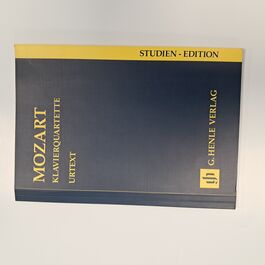 STUDIEN - EDITION
MOZART
KLAVIERQUARTETTE
URTEXT
G. HENLE VERLAG